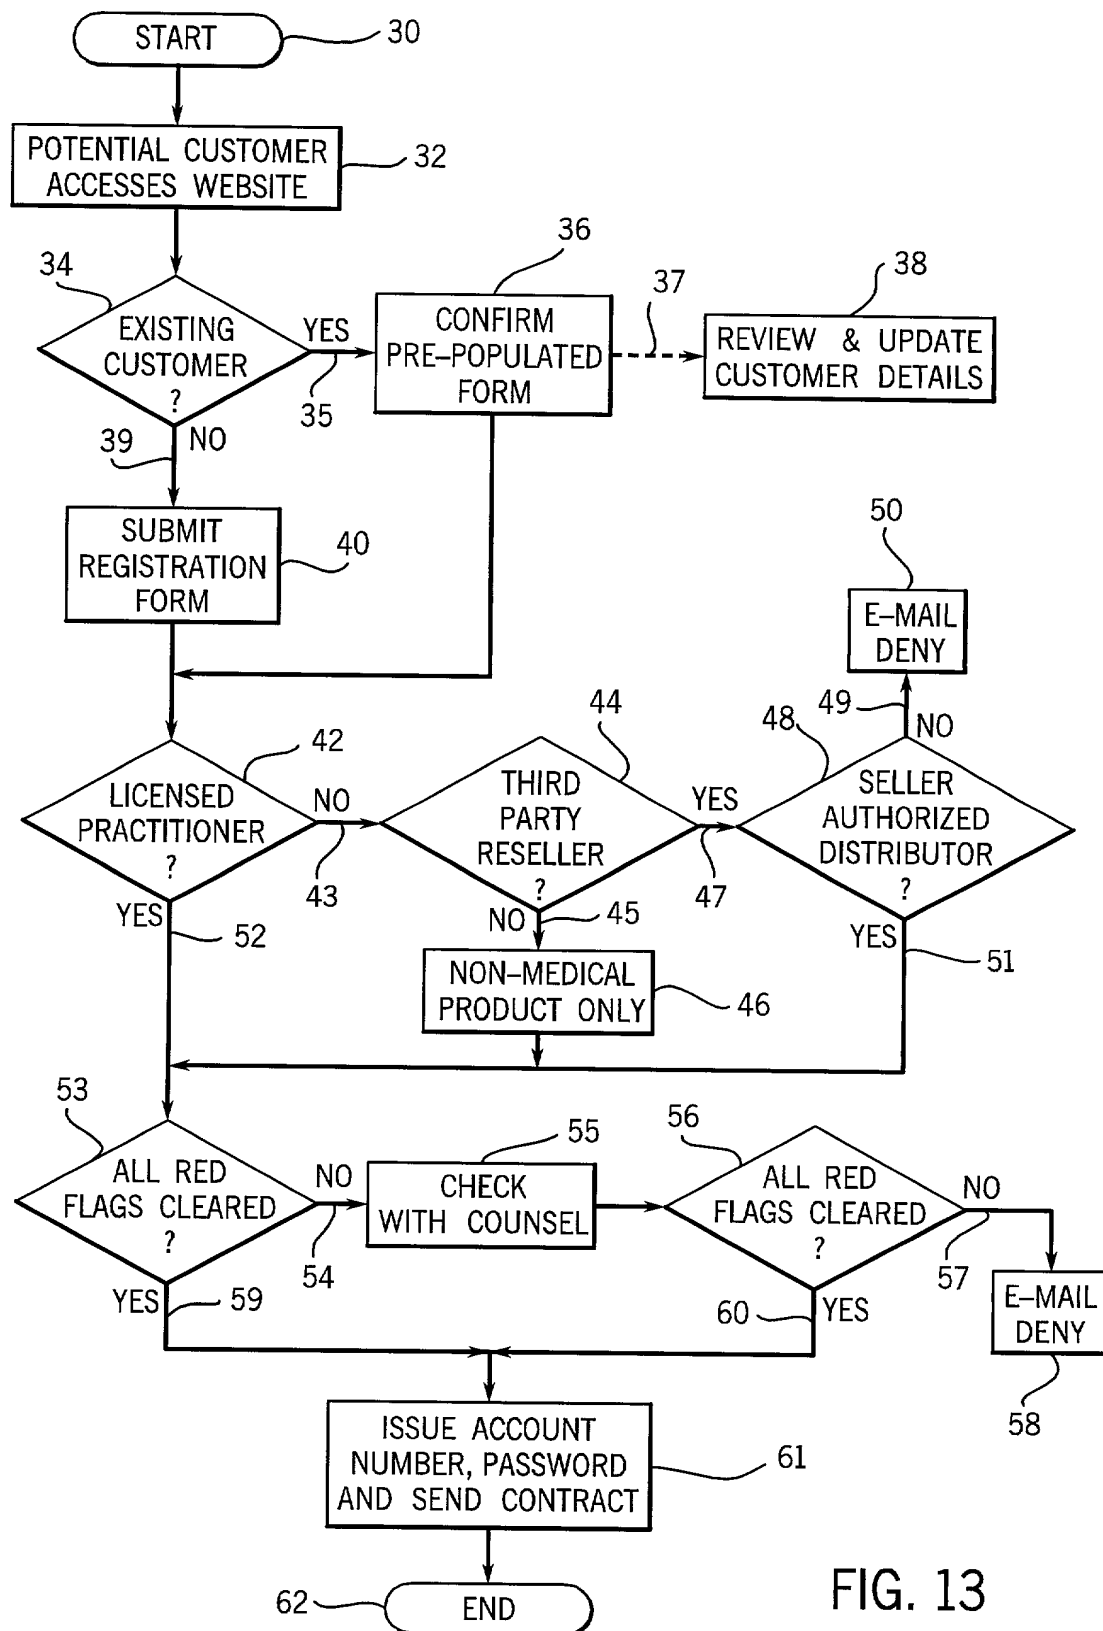 START
30
POTENTIAL CUSTOMER
ACCESSES WEBSITE
32
34
EXISTING
CUSTOMER
?
YES
35
36
CONFIRM
PRE-POPULATED
FORM
37
38
REVIEW & UPDATE
CUSTOMER DETAILS
39
NO
SUBMIT
REGISTRATION
FORM
40
50
E-MAIL
DENY
49
NO
42
LICENSED
PRACTITIONER
?
NO
43
44
THIRD
PARTY
RESELLER
?
YES
47
48
SELLER
AUTHORIZED
DISTRIBUTOR
?
YES
52
NO
45
YES
51
NON-MEDICAL
PRODUCT ONLY
46
53
ALL RED
FLAGS CLEARED
?
NO
54
55
CHECK
WITH COUNSEL
56
ALL RED
FLAGS CLEARED
?
NO
57
YES
59
60
YES
E-MAIL
DENY
58
ISSUE ACCOUNT
NUMBER, PASSWORD
AND SEND CONTRACT
61
62
END
FIG. 13